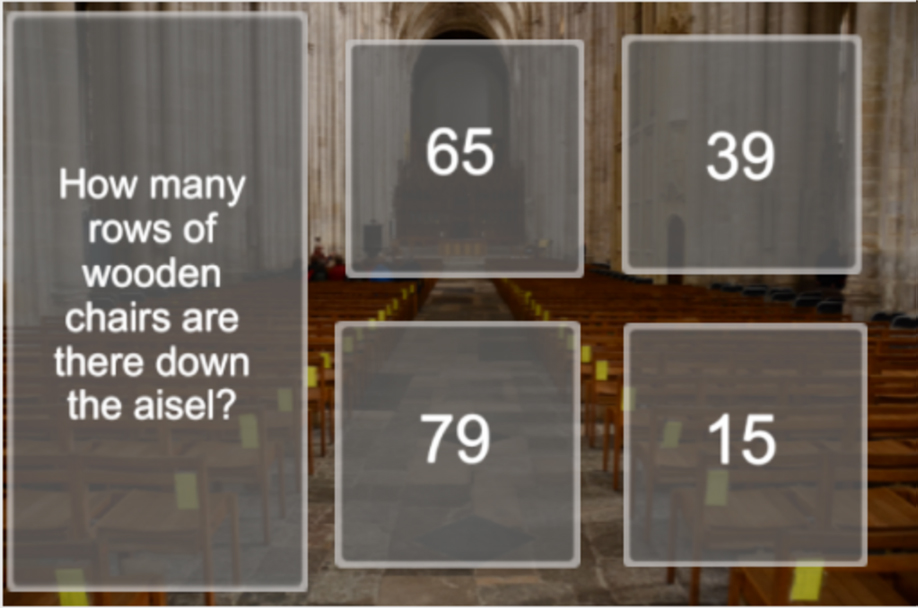 How many
rows of
wooden
chairs are
there down
the aisel?
65
39
79
15